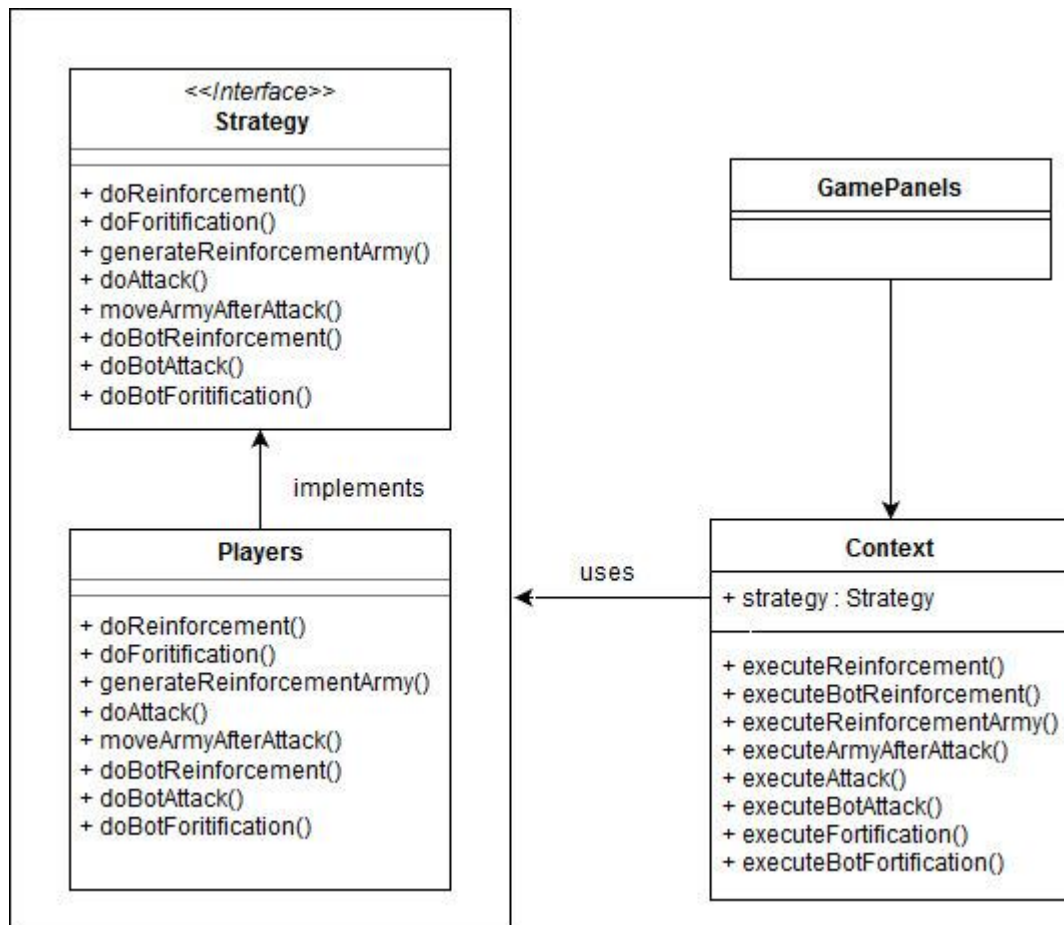 <<Interface>>
Strategy
+ doReinforcement()
+ doForitification()
+ generateReinforcementArmy()
+ doAttack()
+ moveArmyAfterAttack()
+ doBotReinforcement()
+ doBotAttack()
+ doBotForitification()
implements
Players
+ doReinforcement()
+ doForitification()
+ generateReinforcementArmy()
+ doAttack()
+ moveArmyAfterAttack()
+ doBotReinforcement()
+ doBotAttack()
+ doBotForitification()
uses
GamePanels
Context
+ strategy : Strategy
+ executeReinforcement()
+ executeBotReinforcement()
+ executeReinforcementArmy()
+ executeArmyAfterAttack()
+ executeAttack()
+ executeBotAttack()
+ executeFortification()
+ executeBotFortification()